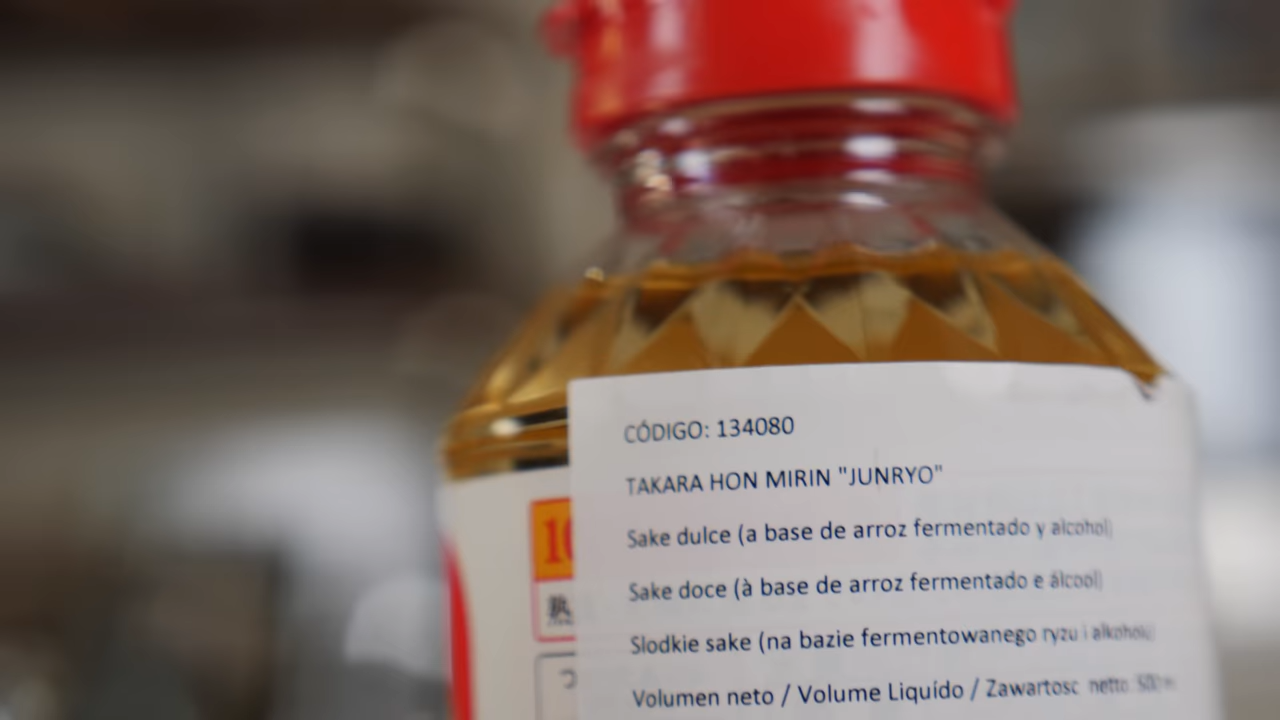 CÓDIGO: 134080
TAKARA HON MIRIN "JUNRYO"
Sake dulce (a base de arroz fermentado y alcohol)
Sake doce (à base de arroz fermentado e álcool)
Slodkie sake (na bazie fermentowanego ryzu i alkoholu
Volumen neto / Volume Liquído / Zawartosc netto